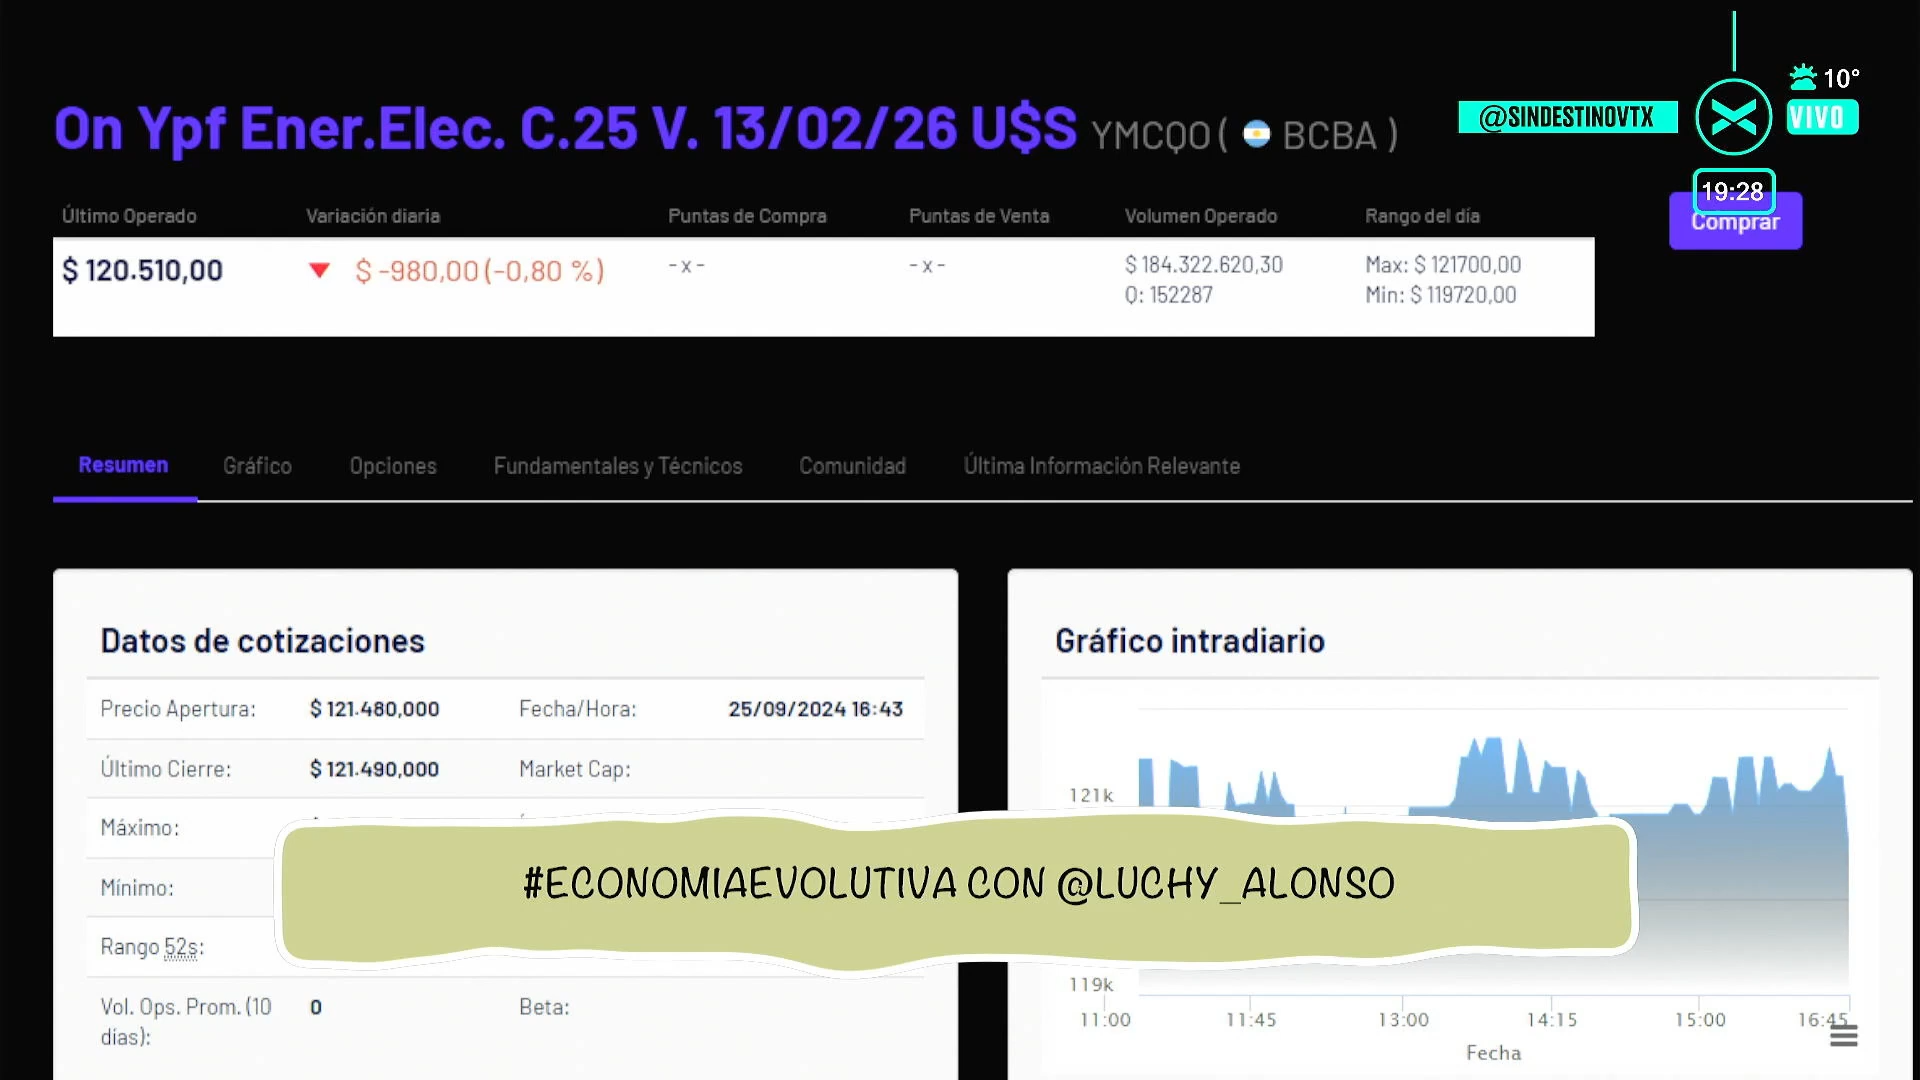 10°
@SINDESTINOVTX
VIVO
19:28
On Ypf Ener.Elec. C.25 V. 13/02/26 U$S YMCQO ( BCBA )
Comprar
Último Operado Variación diaria Puntas de Compra Puntas de Venta Volumen Operado Rango del día
$ 120.510,00 $ -980,00 (-0,80 %) - x - - x - $ 184.322.620,30 Max: $ 121700,00
Q: 152287 Min: $ 119720,00
Resumen Gráfico Opciones Fundamentales y Técnicos Comunidad Última Información Relevante
Datos de cotizaciones
Precio Apertura: $ 121.480,000 Fecha/Hora: 25/09/2024 16:43
Último Cierre: $ 121.490,000 Market Cap:
Máximo:
Mínimo:
Rango 52s:
Vol. Ops. Prom. (10 días): 0 Beta:
Gráfico intradiario
121k
119k
11:00 11:45 13:00 14:15 15:00 16:45
Fecha
#ECONOMIAEVOLUTIVA CON @LUCHY_ALONSO